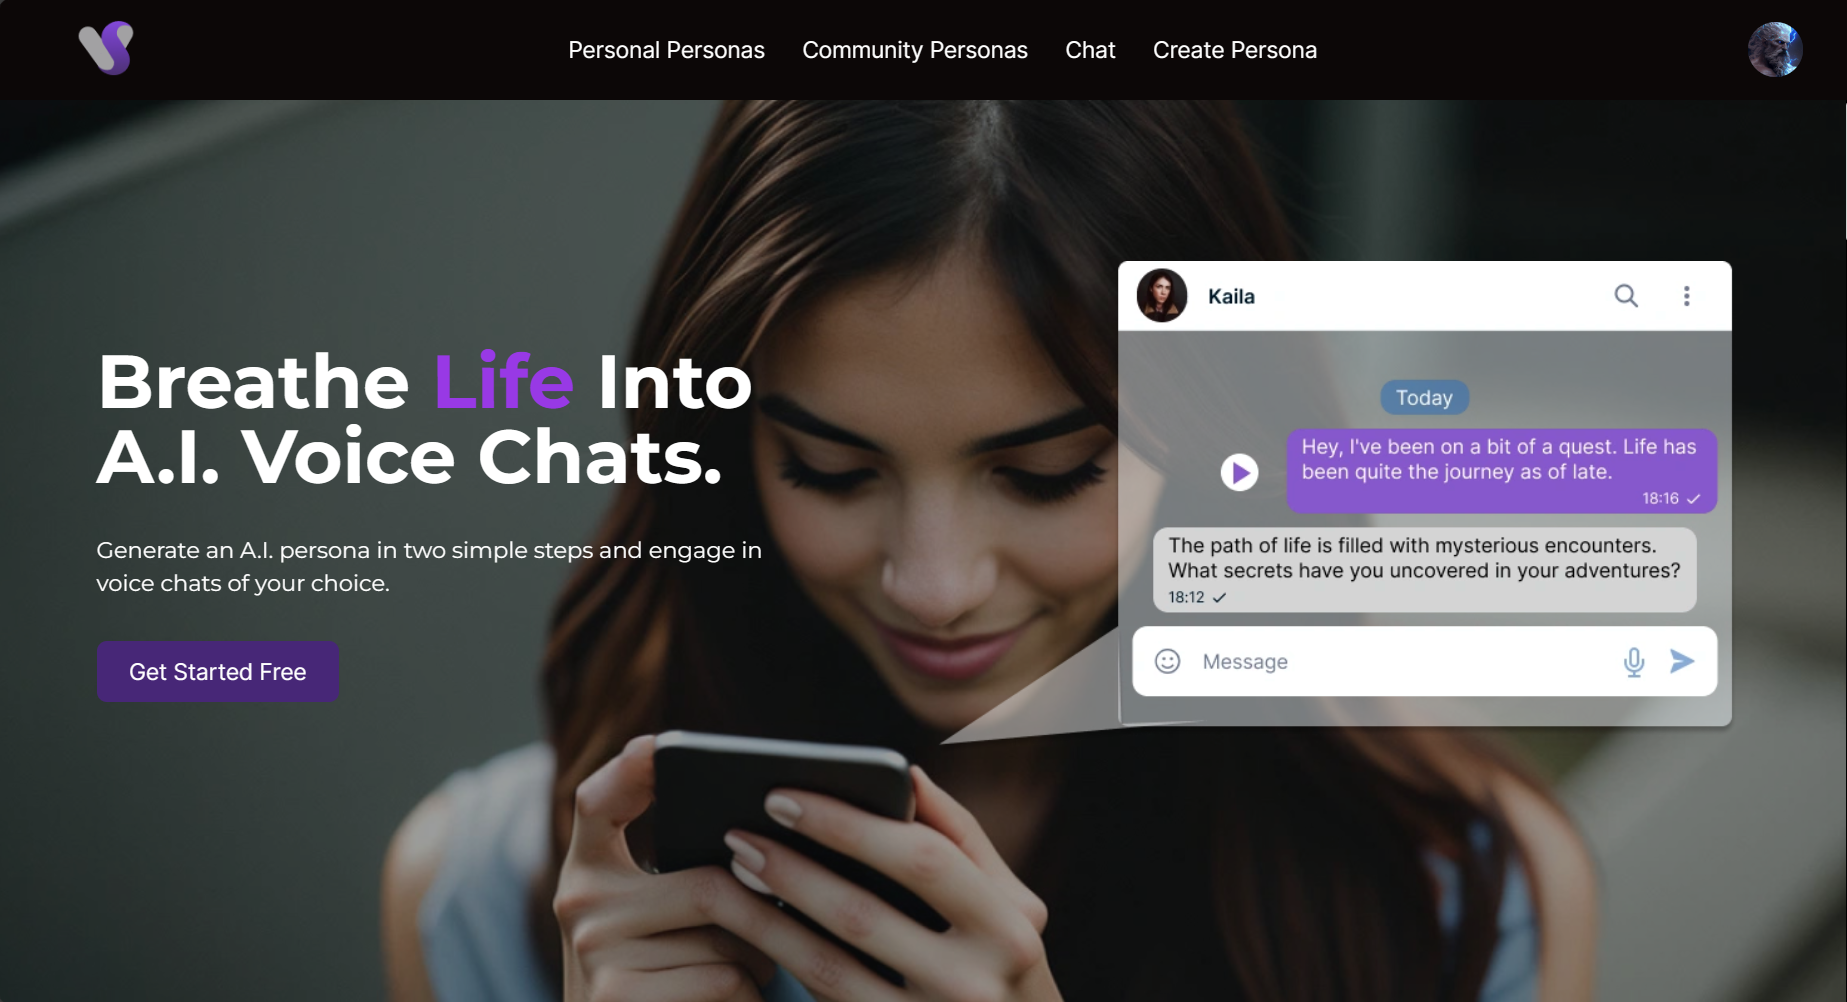 Personal Personas Community Personas Chat Create Persona
Breathe Life Into
A.I. Voice Chats.
Generate an A.I. persona in two simple steps and engage in
voice chats of your choice.
Get Started Free
Kaila
Today
Hey, I've been on a bit of a quest. Life has
been quite the journey as of late.
18:16
The path of life is filled with mysterious encounters.
What secrets have you uncovered in your adventures?
18:12
Message